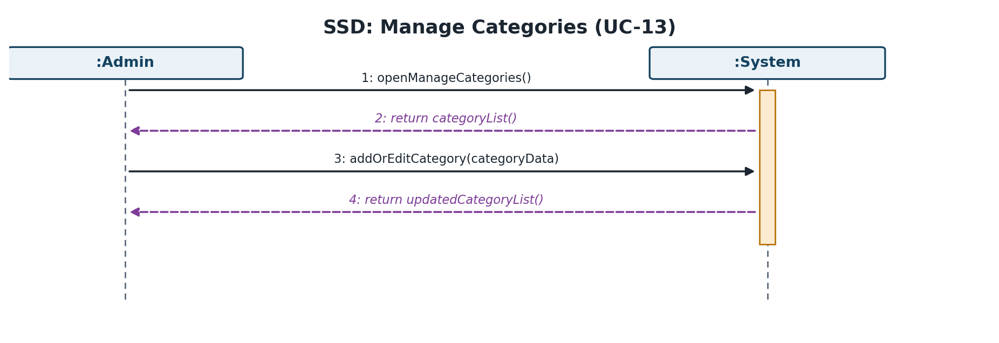 SSD: Manage Categories (UC-13)
:Admin
:System
1: openManageCategories()
2: return categoryList()
3: addOrEditCategory(categoryData)
4: return updatedCategoryList()